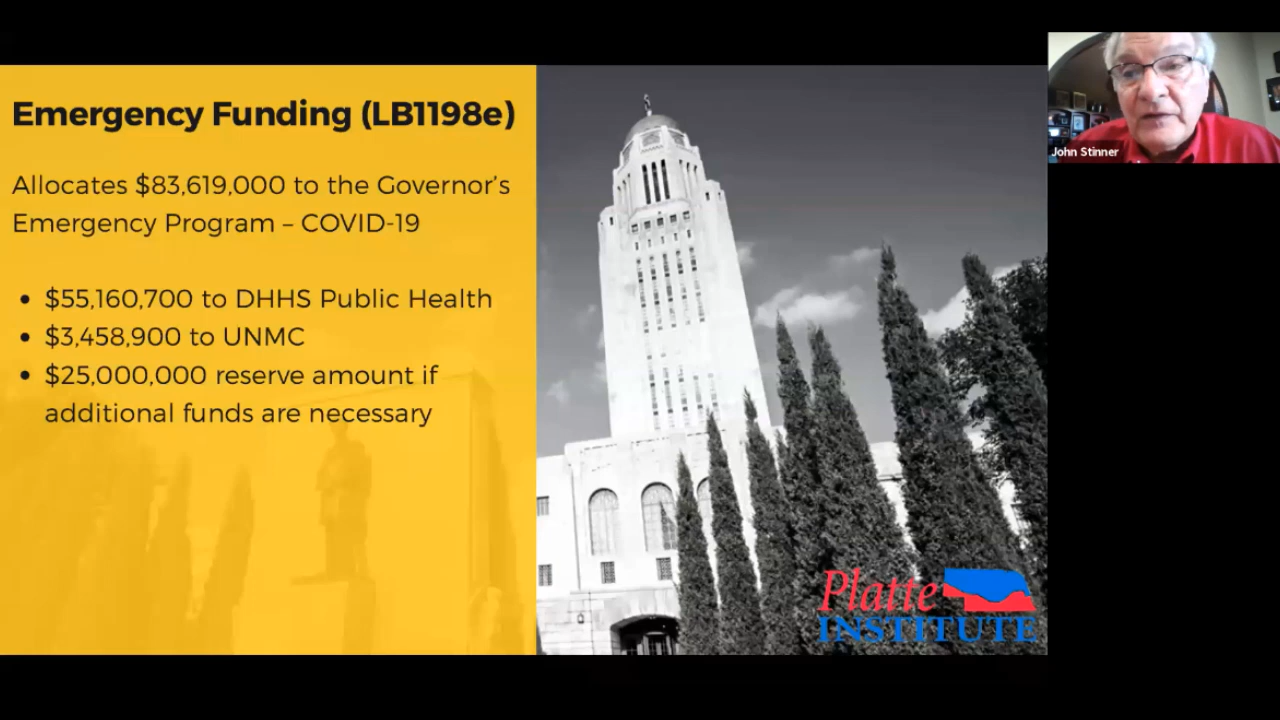 Emergency Funding (LB1198e)
Allocates $83,619,000 to the Governor's
Emergency Program – COVID-19
• $55,160,700 to DHHS Public Health
• $3,458,900 to UNMC
• $25,000,000 reserve amount if
additional funds are necessary
John Stinner
Platte
INSTITUTE